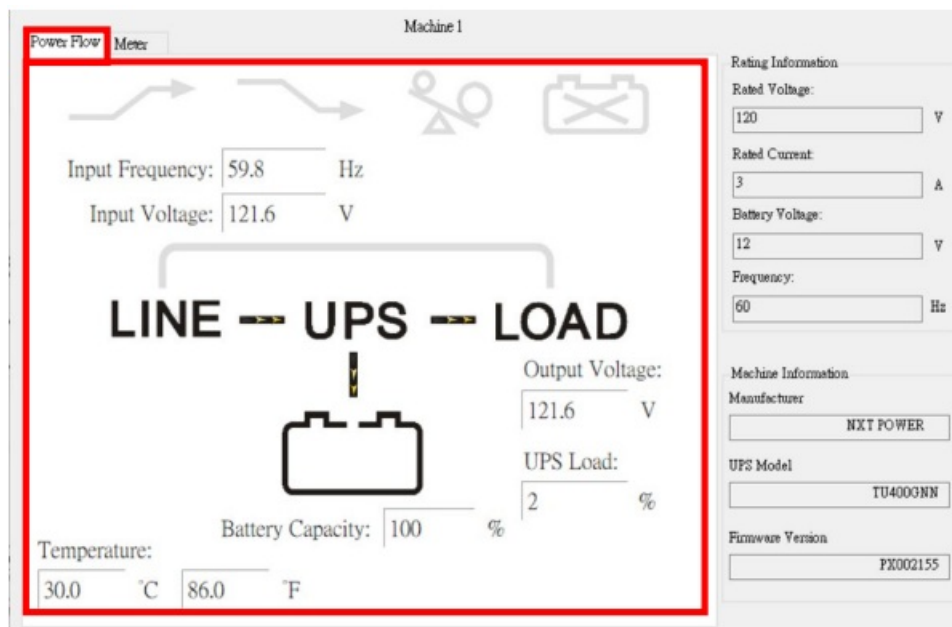 Machine 1
Power Flow Meter
Input Frequency: 59.8 Hz
Input Voltage: 121.6 V
LINE UPS LOAD
Output Voltage:
121.6 V
UPS Load:
2 %
Battery Capacity: 100 %
Temperature:
30.0 °C 86.0 °F
Rating Information
Rated Voltage:
120 V
Rated Current:
3 A
Battery Voltage:
12 V
Frequency:
60 Hz
Machine Information
Manufacturer
NXT POWER
UPS Model
TU400GNN
Firmware Version
PX002155